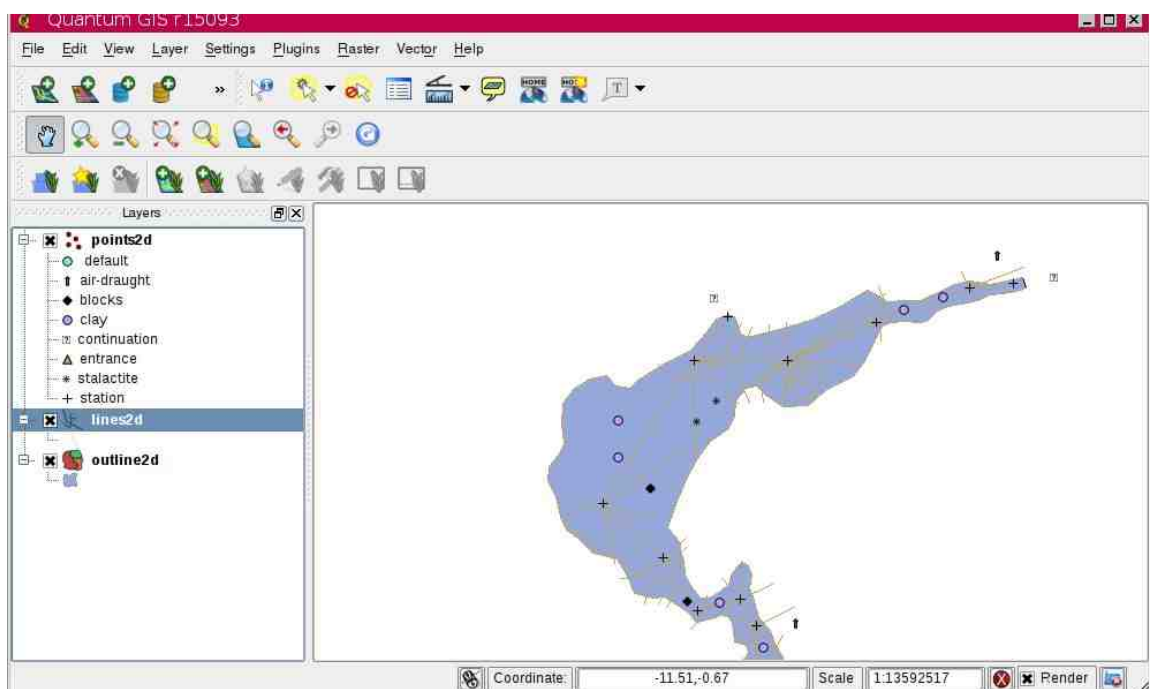 Quantum GIS r15093
File Edit View Layer Settings Plugins Raster Vector Help
HOME
T
Layers
points2d
default
air-draught
blocks
clay
continuation
entrance
stalactite
station
lines2d
outline2d
Coordinate: -11.51,-0.67 Scale 1:13592517 Render